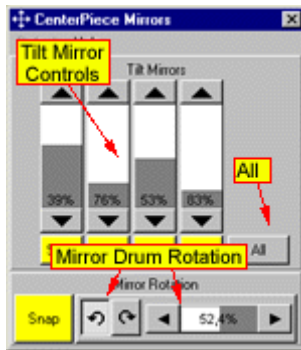 CenterPiece Mirrors
Tilt Mirror
Controls
Tilt Mirrors
39% 76% 53% 83%
All
All
Mirror Drum Rotation
Mirror Rotation
Snap
52,4%